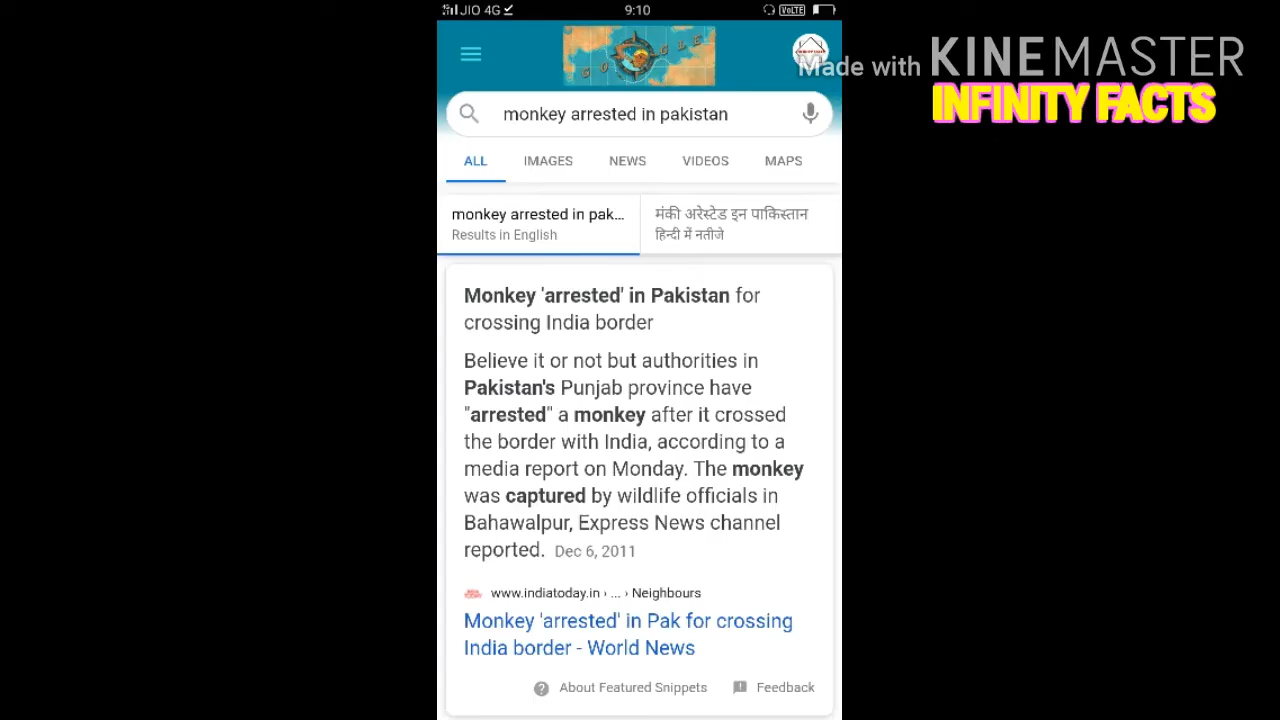 JIO 4G
9:10
VoLTE
GOOGLE
Made with KINEMASTER
INFINITY FACTS
monkey arrested in pakistan
ALL IMAGES NEWS VIDEOS MAPS
monkey arrested in pak...
Results in English
मंकी अरेस्टेड इन पाकिस्तान
हिन्दी में नतीजे
Monkey 'arrested' in Pakistan for
crossing India border
Believe it or not but authorities in
Pakistan's Punjab province have
"arrested" a monkey after it crossed
the border with India, according to a
media report on Monday. The monkey
was captured by wildlife officials in
Bahawalpur, Express News channel
reported. Dec 6, 2011
www.indiatoday.in › ... › Neighbours
Monkey 'arrested' in Pak for crossing
India border - World News
About Featured Snippets Feedback